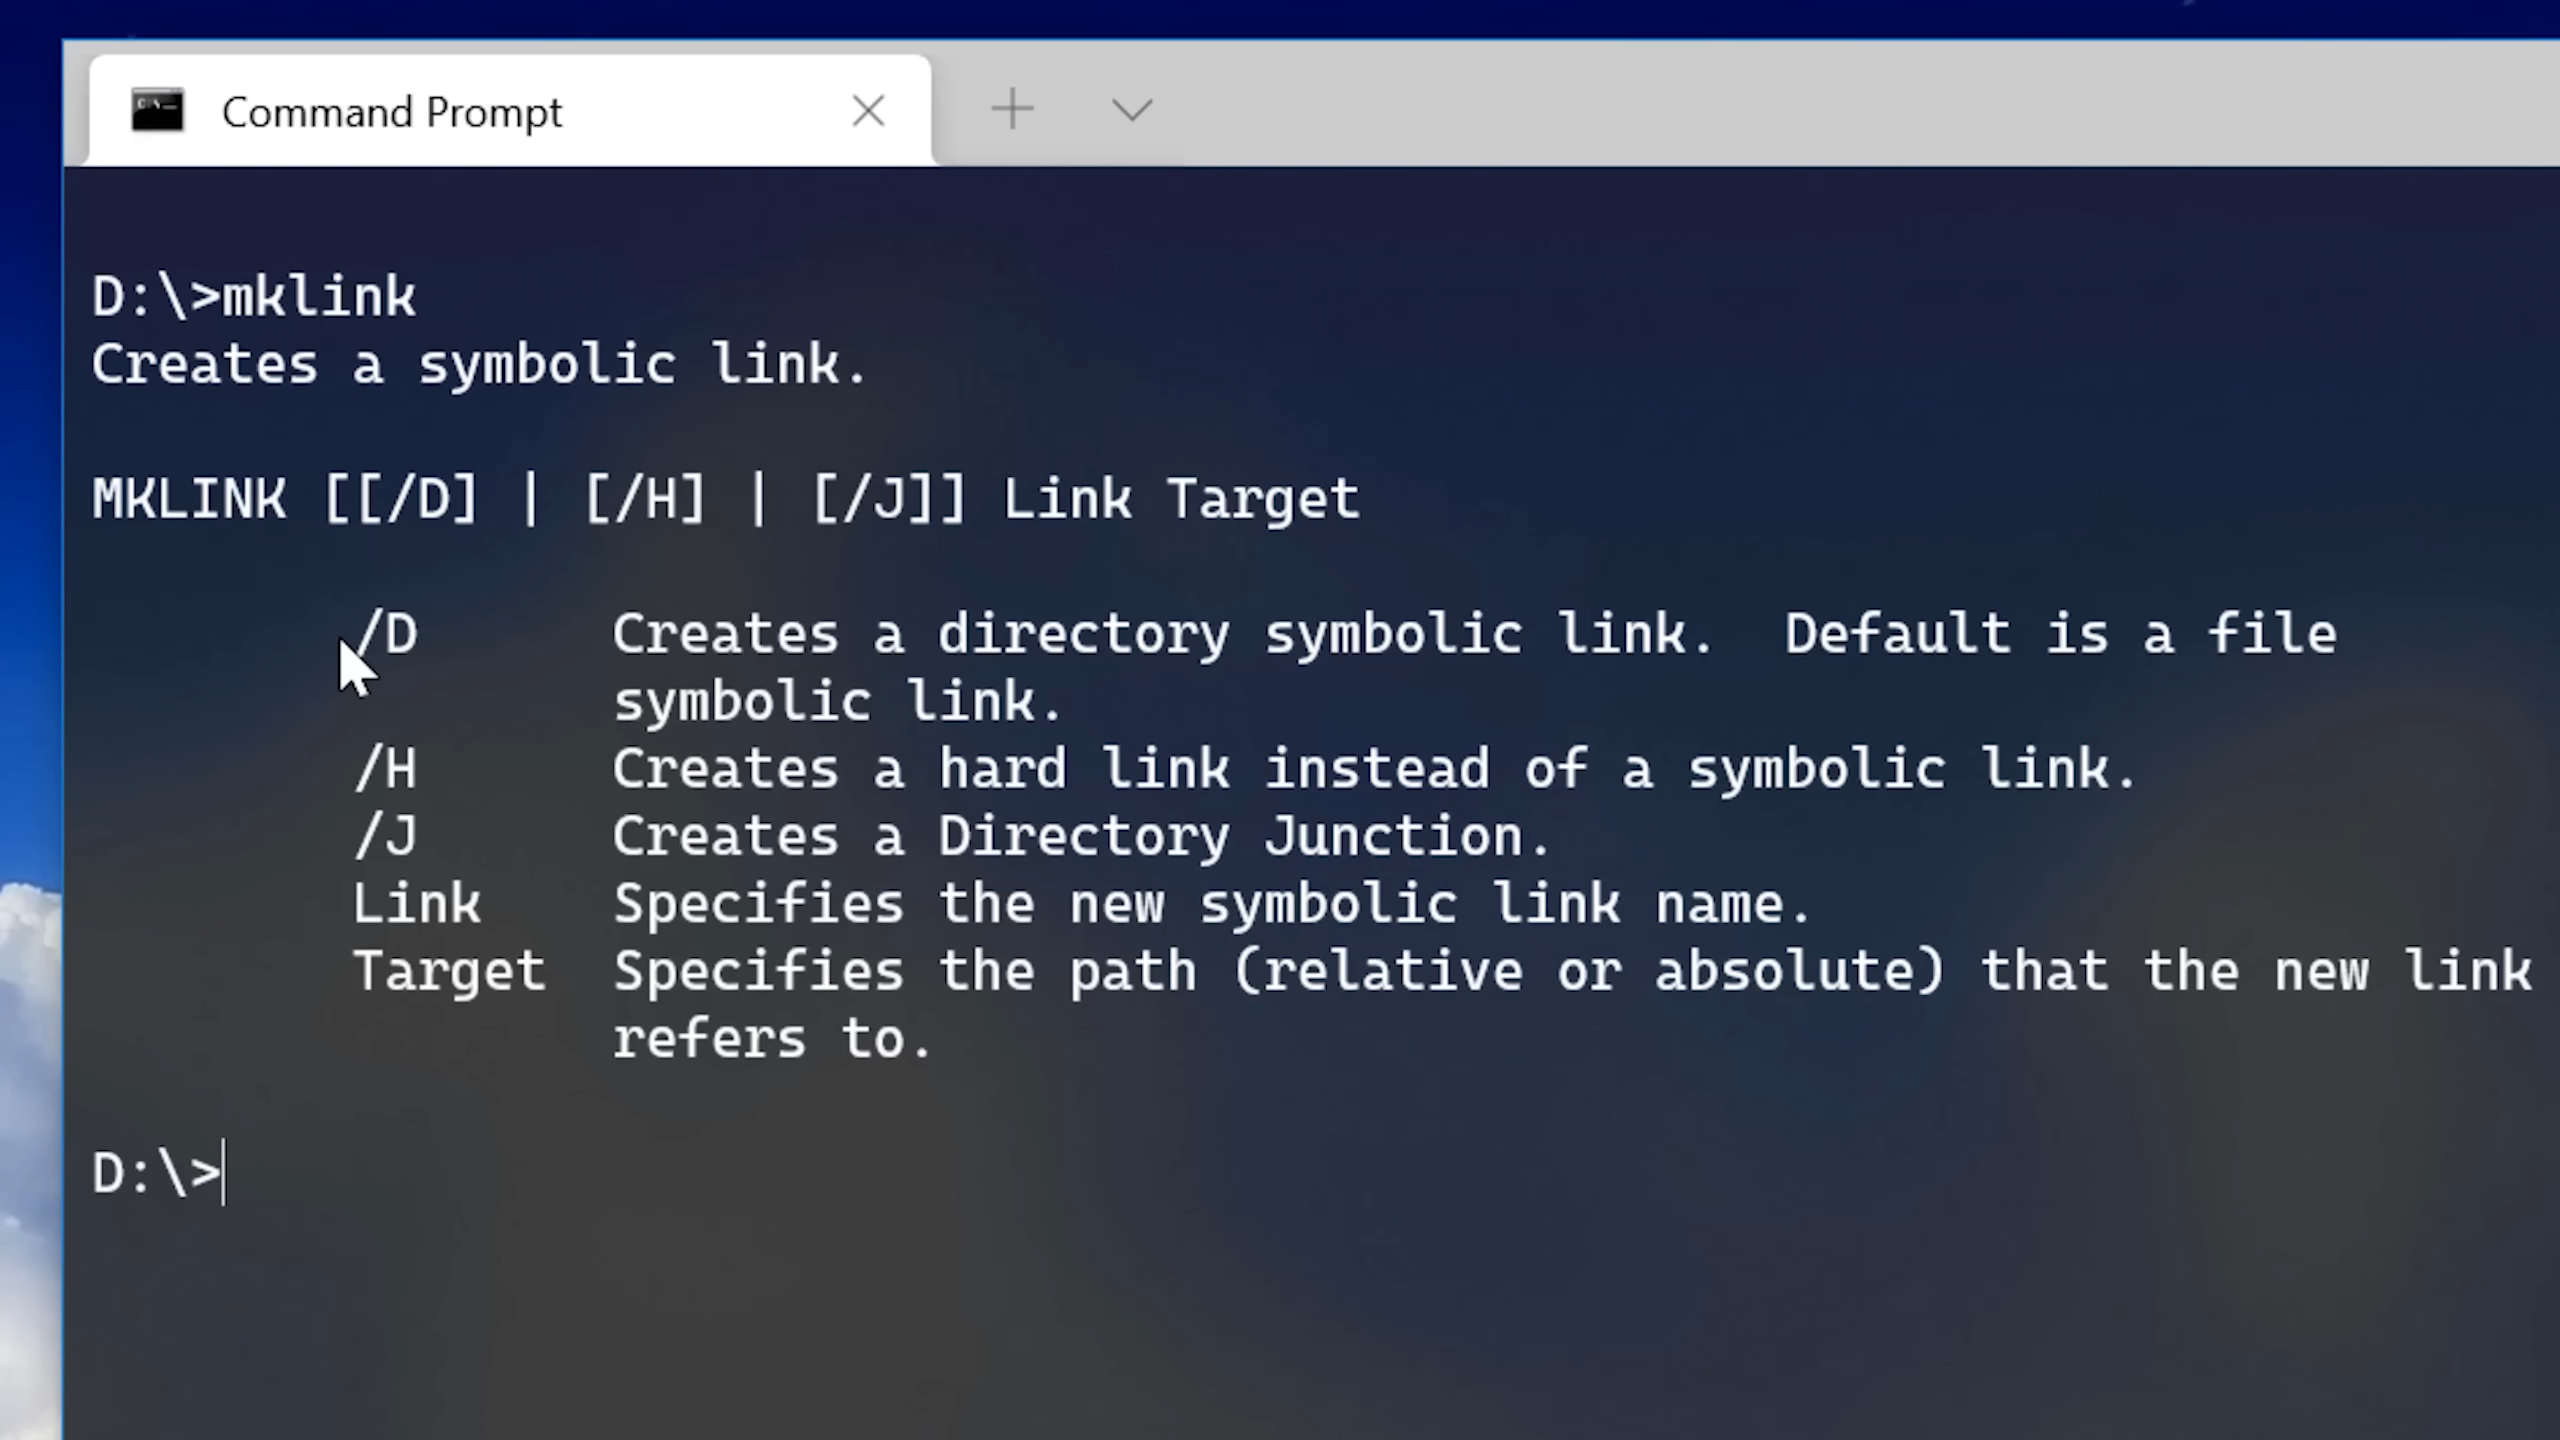 Command Prompt
D:\>mklink
Creates a symbolic link.
MKLINK [[/D] | [/H] | [/J]] Link Target
/D Creates a directory symbolic link.  Default is a file
symbolic link.
/H Creates a hard link instead of a symbolic link.
/J Creates a Directory Junction.
Link Specifies the new symbolic link name.
Target Specifies the path (relative or absolute) that the new link
refers to.
D:\>